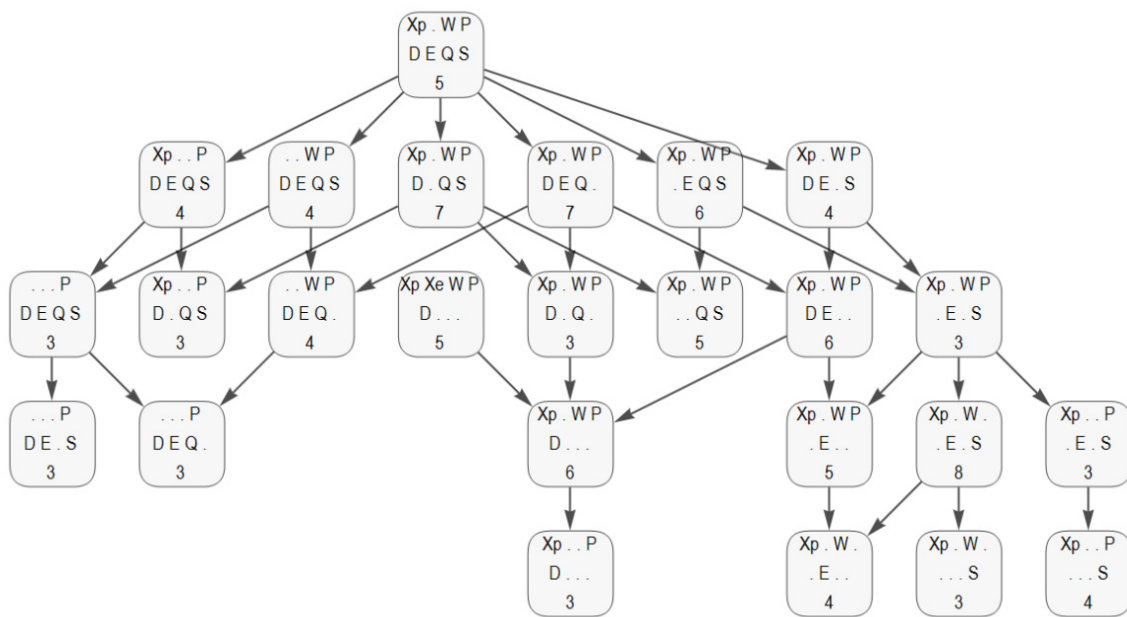 Xp . W P
D E Q S
5
Xp . . P
D E Q S
4
. . W P
D E Q S
4
Xp . W P
D . Q S
7
Xp . W P
D E Q .
7
Xp . W P
. E Q S
6
Xp . W P
D E . S
4
. . . P
D E Q S
3
Xp . . P
D . Q S
3
. . W P
D E Q .
4
Xp Xe W P
D . . .
5
Xp . W P
D . Q .
3
Xp . W P
. . Q S
5
Xp . W P
D E . .
6
Xp . W P
. E . S
3
. . . P
D E . S
3
. . . P
D E Q .
3
Xp . W P
D . . .
6
Xp . W P
. E . .
5
Xp . W .
. E . S
8
Xp . . P
. E . S
3
Xp . . P
D . . .
3
Xp . W .
. E . .
4
Xp . W .
. . . S
3
Xp . . P
. . . S
4